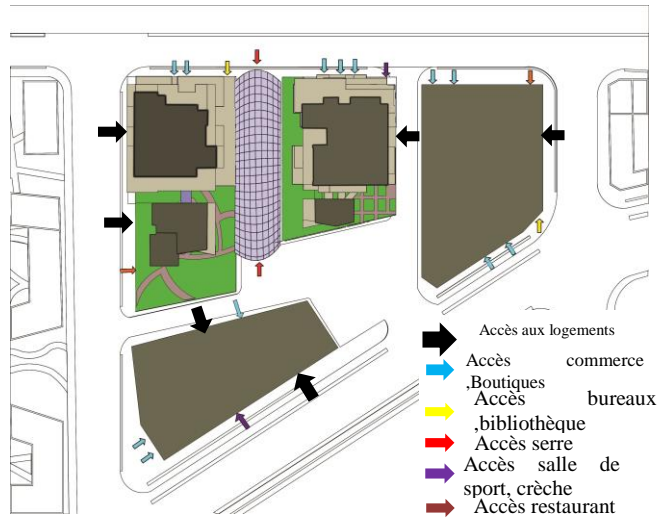 Accès aux logements
Accès commerce
,Boutiques
Accès bureaux
,bibliothèque
Accès serre
Accès salle de
sport, crèche
Accès restaurant